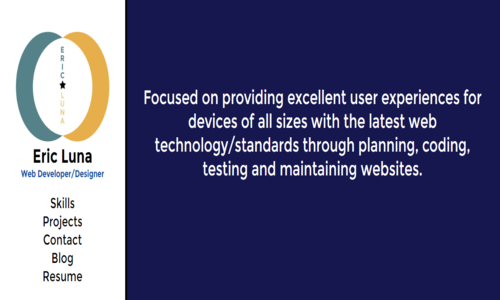 ERIC
LUNA
Eric Luna
Web Developer/Designer
Skills
Projects
Contact
Blog
Resume
Focused on providing excellent user experiences for
devices of all sizes with the latest web
technology/standards through planning, coding,
testing and maintaining websites.